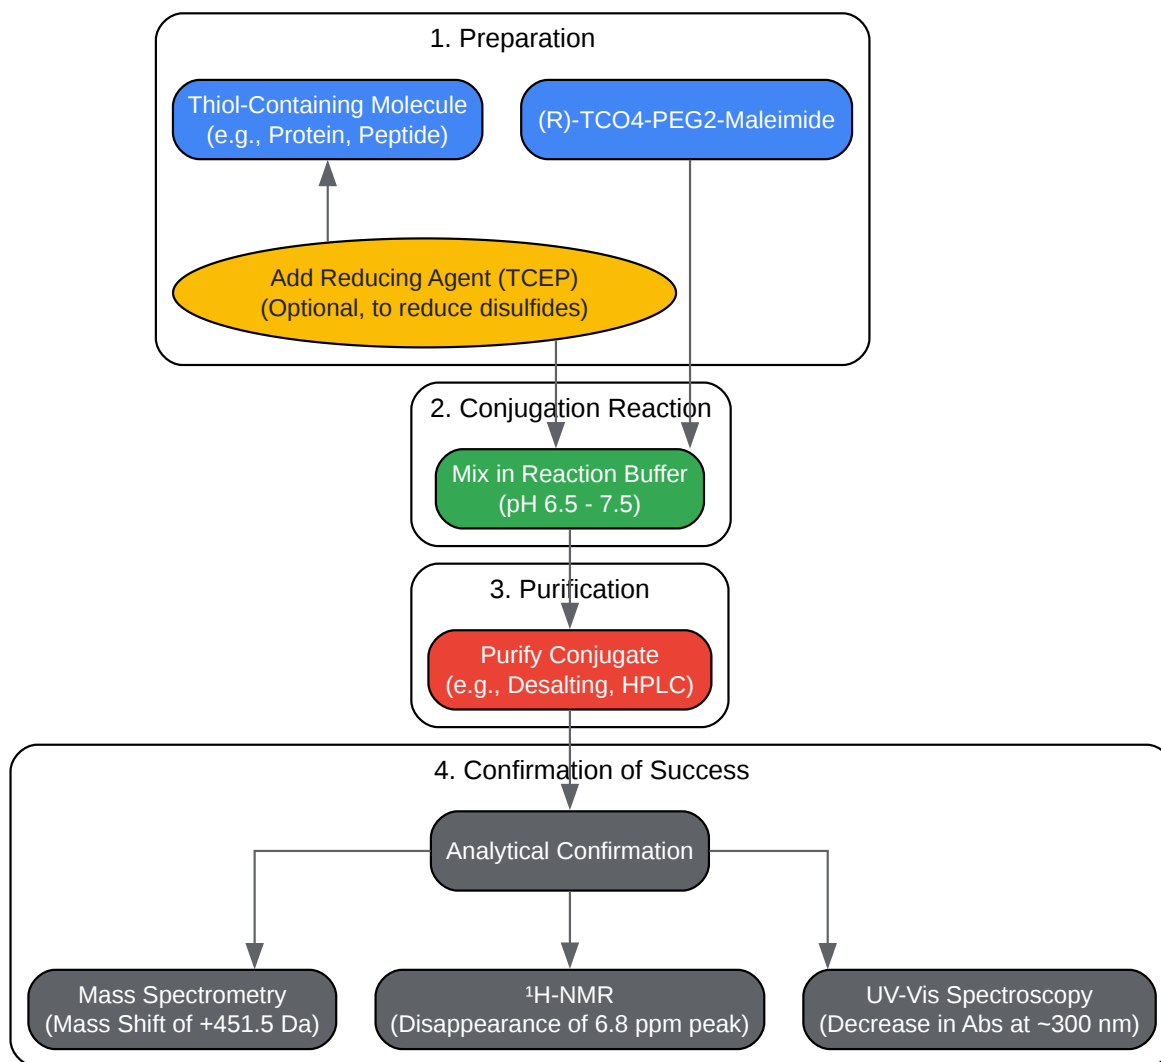 1. Preparation
Thiol-Containing Molecule
(e.g., Protein, Peptide)
(R)-TCO4-PEG2-Maleimide
Add Reducing Agent (TCEP)
(Optional, to reduce disulfides)
2. Conjugation Reaction
Mix in Reaction Buffer
(pH 6.5 - 7.5)
3. Purification
Purify Conjugate
(e.g., Desalting, HPLC)
4. Confirmation of Success
Analytical Confirmation
Mass Spectrometry
(Mass Shift of +451.5 Da)
¹H-NMR
(Disappearance of 6.8 ppm peak)
UV-Vis Spectroscopy
(Decrease in Abs at ~300 nm)